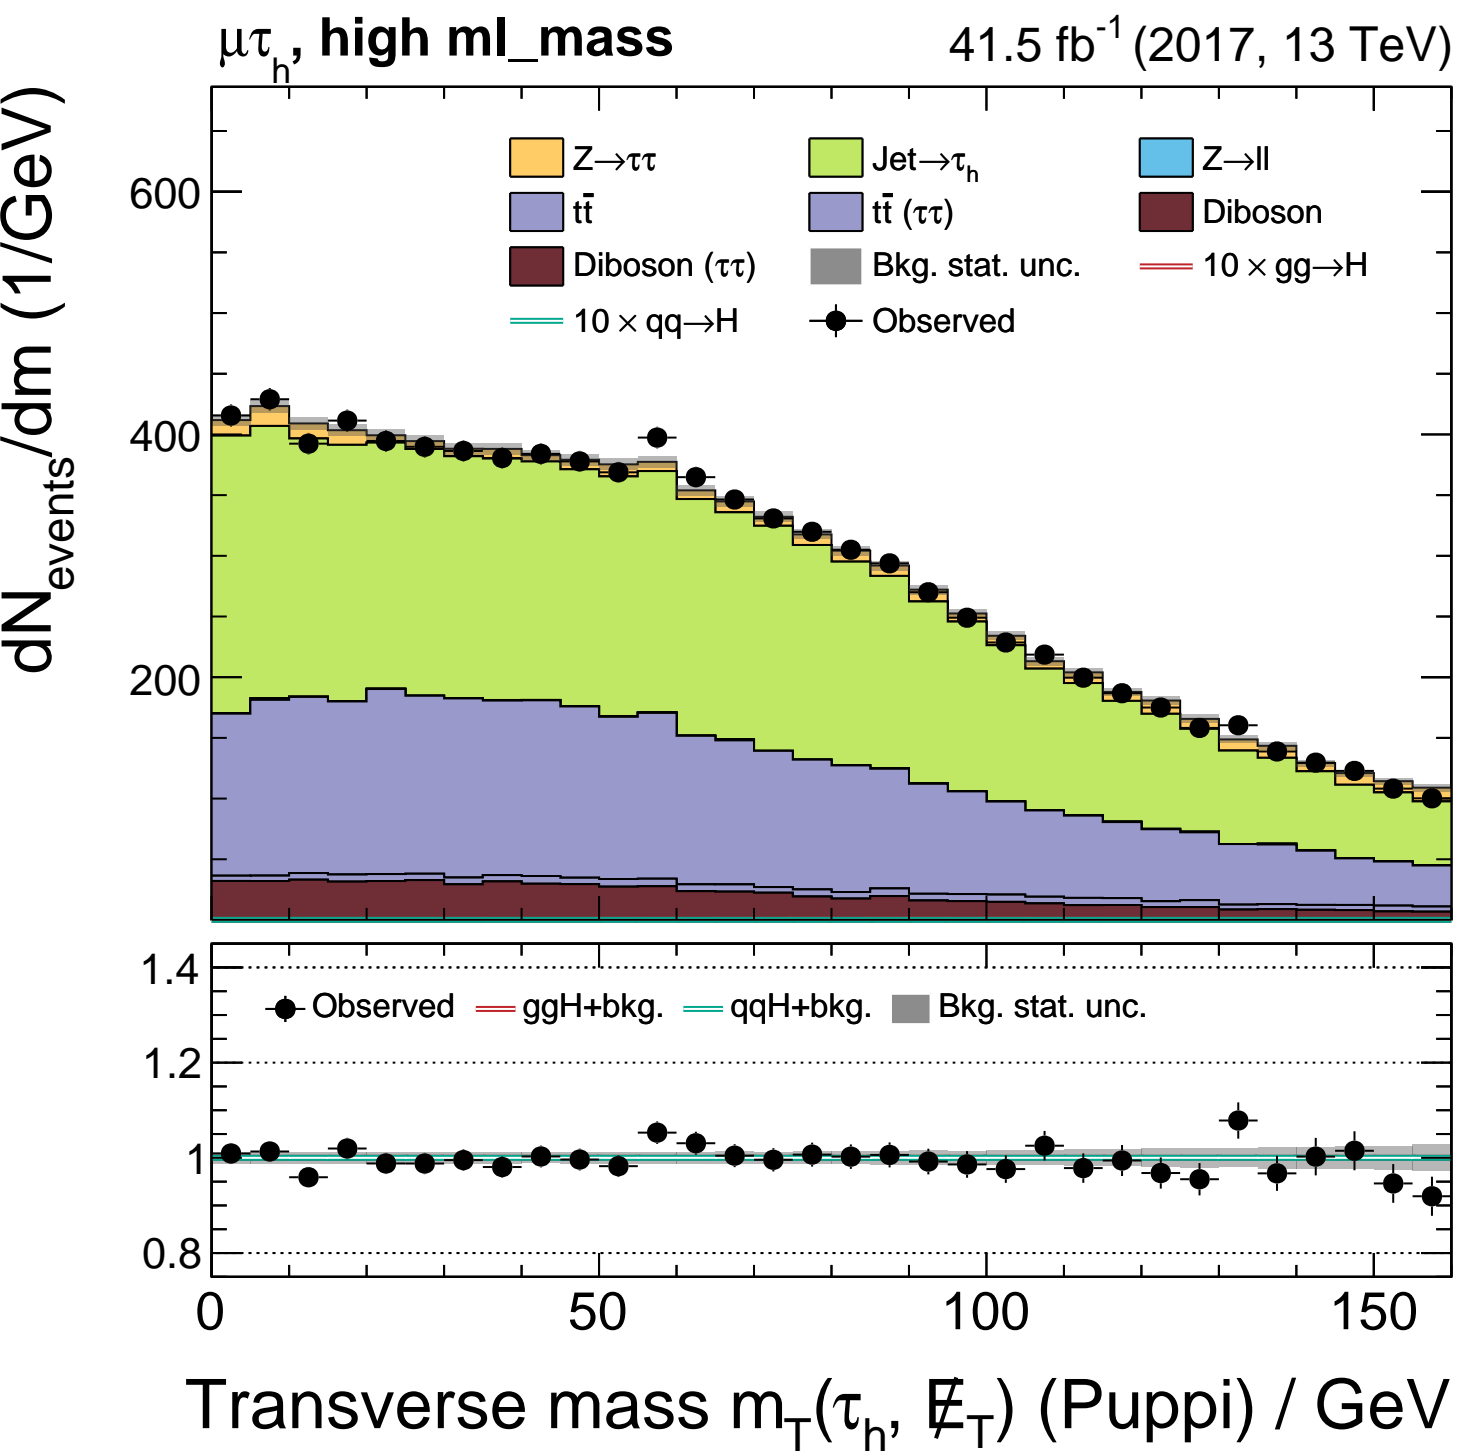 μτh, high ml_mass
41.5 fb-1 (2017, 13 TeV)
dNevents/dm (1/GeV)
600
400
200
Z→ττ Jet→τh Z→ll
tt̄ tt̄ (ττ) Diboson
Diboson (ττ) Bkg. stat. unc. 10 × gg→H
10 × qq→H Observed
1.4
1.2
1
0.8
Observed ggH+bkg. qqH+bkg. Bkg. stat. unc.
0 50 100 150
Transverse mass mT(τh, E̸T) (Puppi) / GeV